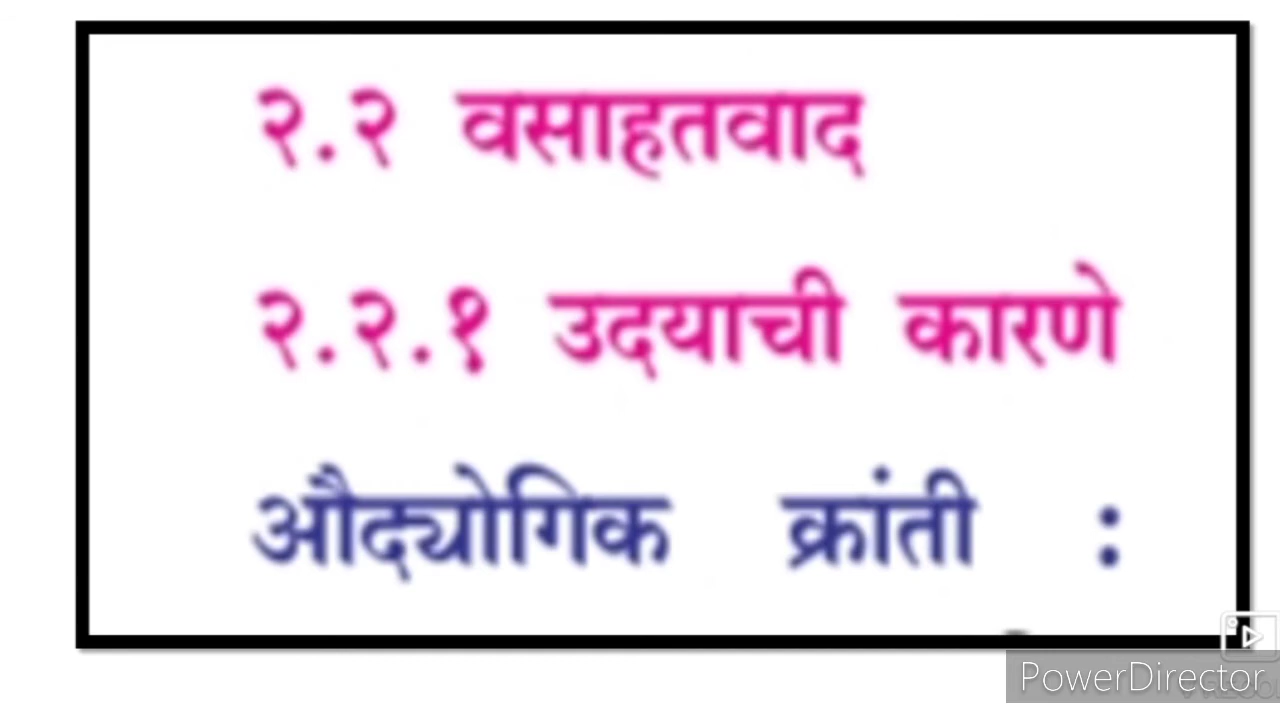 २.२ वसाहतवाद
२.२.१ उदयाची कारणे
औद्योगिक क्रांती :
PowerDirector